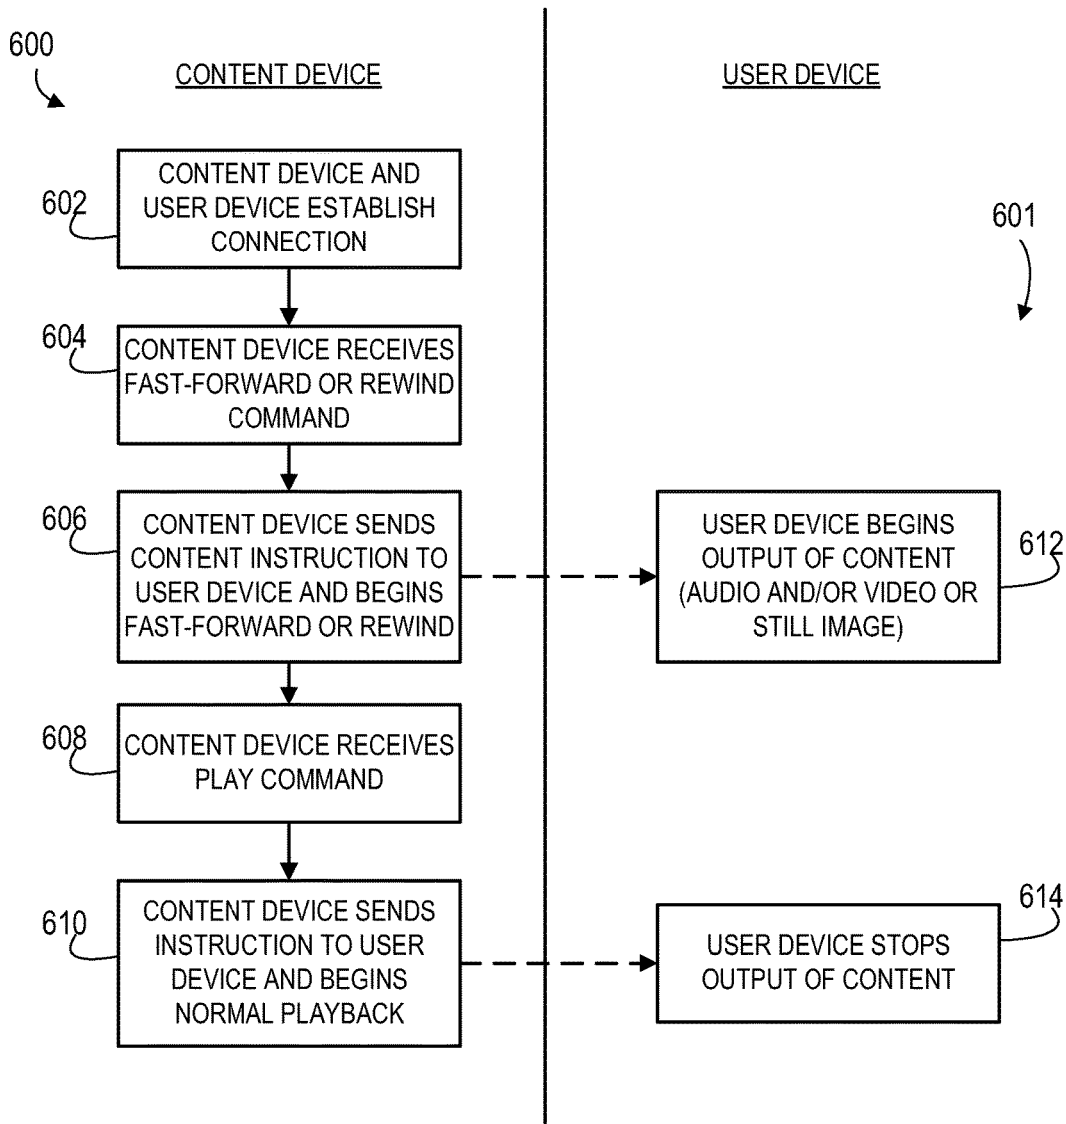 600
CONTENT DEVICE
USER DEVICE
602
CONTENT DEVICE AND
USER DEVICE ESTABLISH
CONNECTION
601
604
CONTENT DEVICE RECEIVES
FAST-FORWARD OR REWIND
COMMAND
606
CONTENT DEVICE SENDS
CONTENT INSTRUCTION TO
USER DEVICE AND BEGINS
FAST-FORWARD OR REWIND
USER DEVICE BEGINS
OUTPUT OF CONTENT
(AUDIO AND/OR VIDEO OR
STILL IMAGE)
612
608
CONTENT DEVICE RECEIVES
PLAY COMMAND
610
CONTENT DEVICE SENDS
INSTRUCTION TO USER
DEVICE AND BEGINS
NORMAL PLAYBACK
USER DEVICE STOPS
OUTPUT OF CONTENT
614